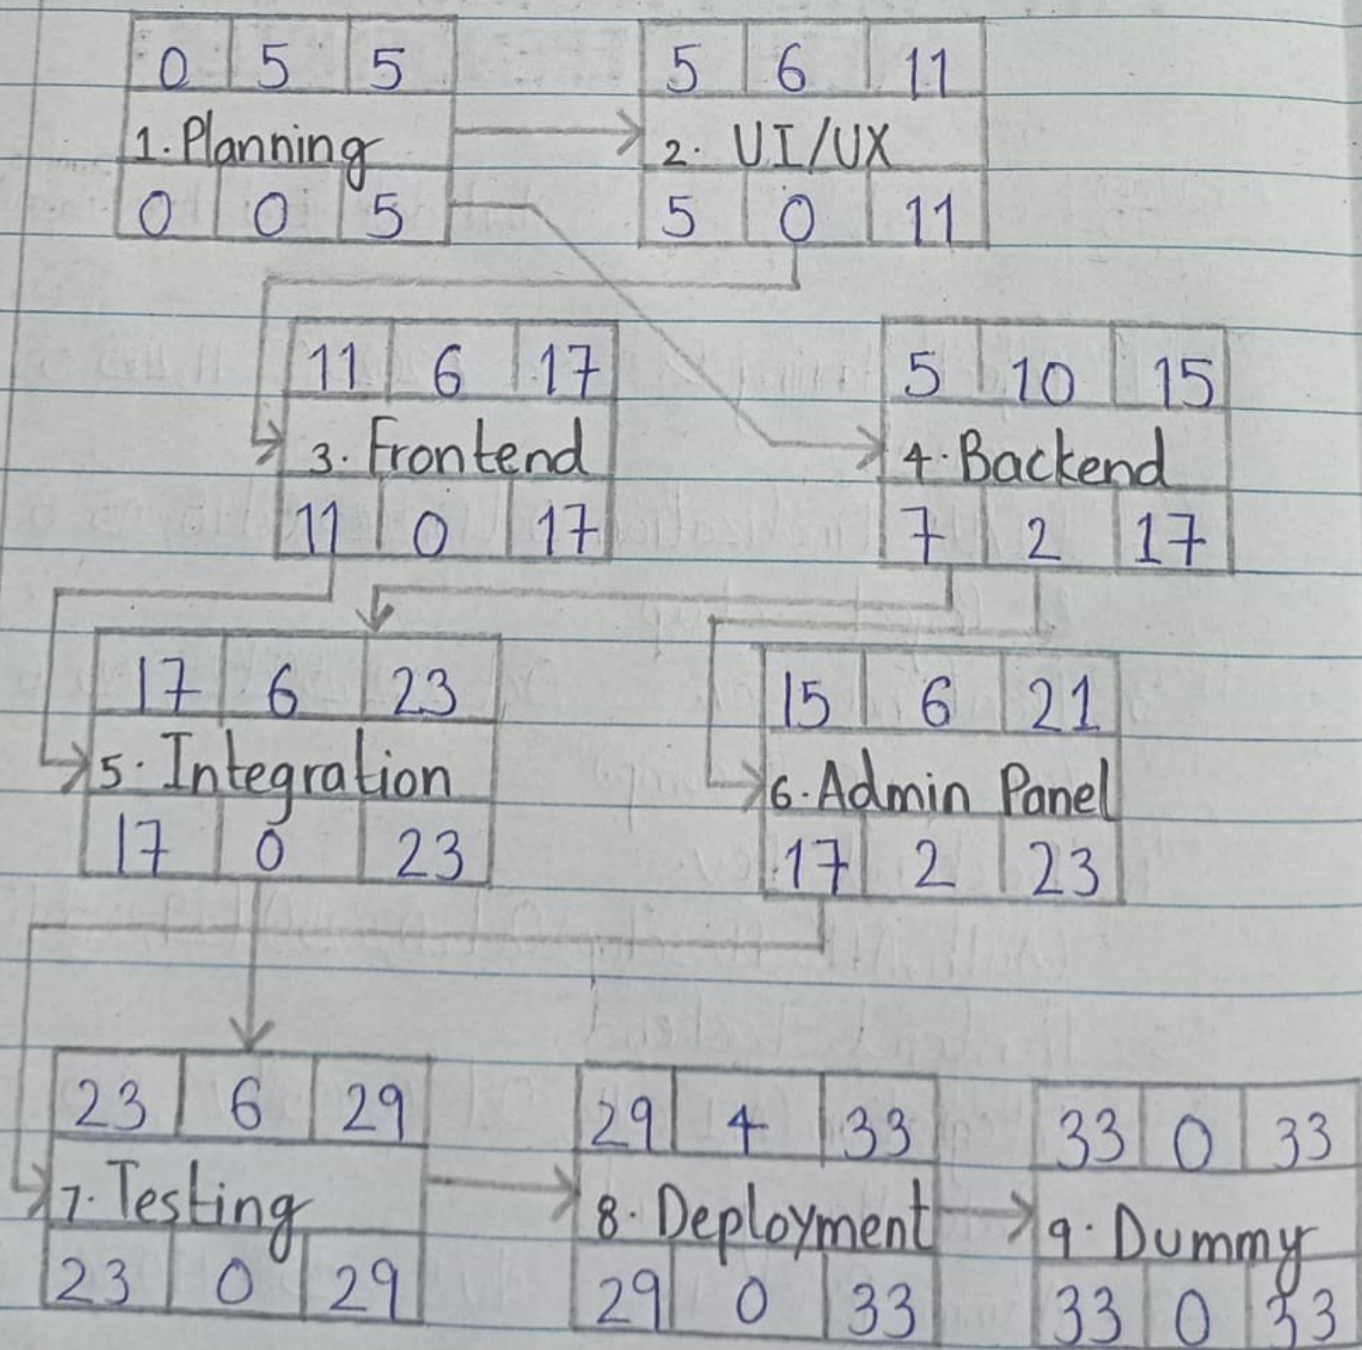 0 5 5
1. Planning
0 0 5
5 6 11
2. UI/UX
5 0 11
11 6 17
3. Frontend
11 0 17
5 10 15
4. Backend
7 2 17
17 6 23
5. Integration
17 0 23
15 6 21
6. Admin Panel
17 2 23
23 6 29
7. Testing
23 0 29
29 4 33
8. Deployment
29 0 33
33 0 33
9. Dummy
33 0 33